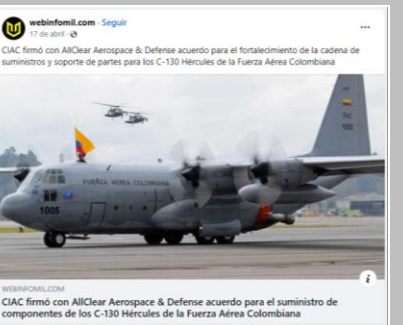 webinfomil.com · Seguir
17 de abril ·
CIAC firmó con AllClear Aerospace & Defense acuerdo para el fortalecimiento de la cadena de
suministros y soporte de partes para los C-130 Hércules de la Fuerza Aérea Colombiana
FUERZA AEREA COLOMBIANA
1005
FAC
1005
WEBINFOMIL.COM
CIAC firmó con AllClear Aerospace & Defense acuerdo para el suministro de
componentes de los C-130 Hércules de la Fuerza Aérea Colombiana